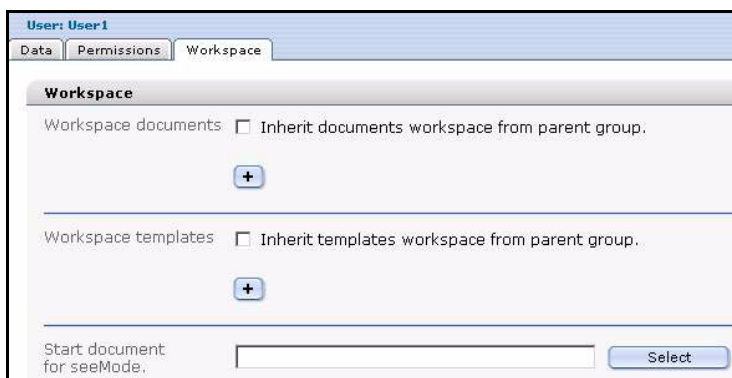 User: User1
Data Permissions Workspace
Workspace
Workspace documents Inherit documents workspace from parent group.
+
Workspace templates Inherit templates workspace from parent group.
+
Start document
for seeMode. Select